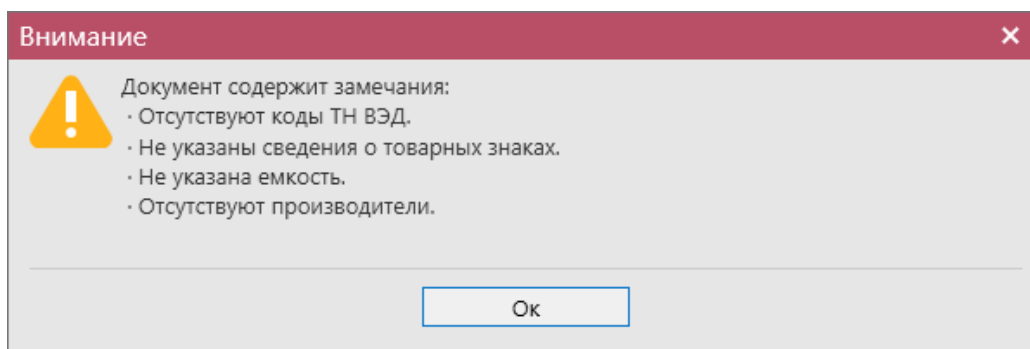 Внимание
Документ содержит замечания:
· Отсутствуют коды ТН ВЭД.
· Не указаны сведения о товарных знаках.
· Не указана емкость.
· Отсутствуют производители.
Ок